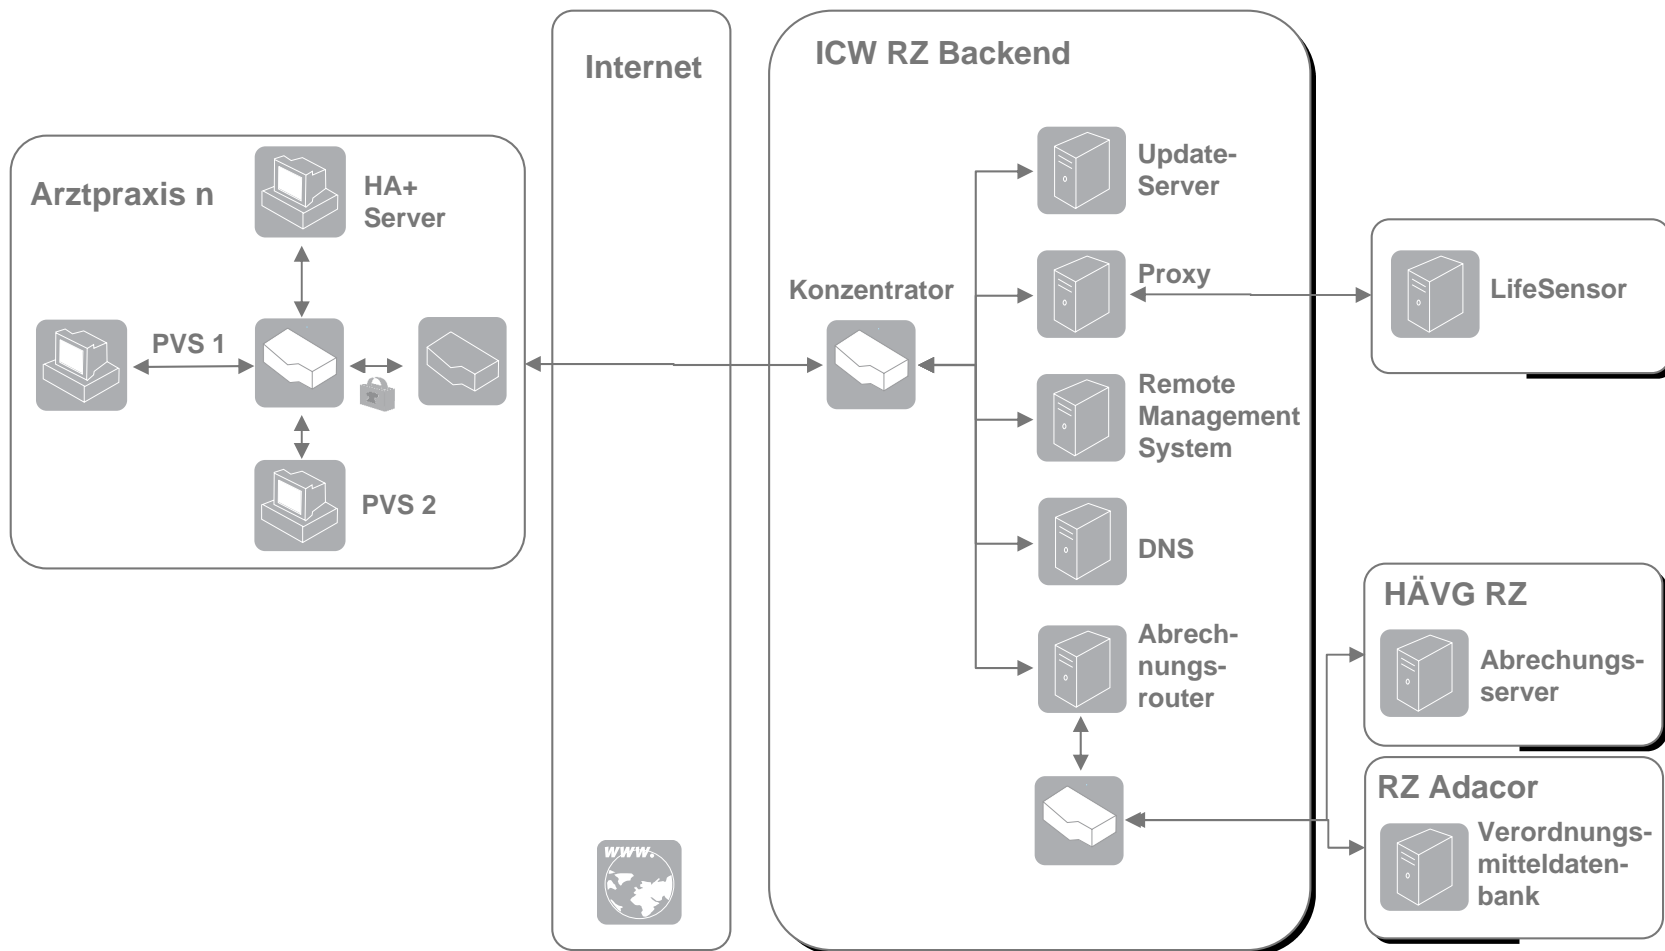 Arztpraxis n
HA+
Server
PVS 1
PVS 2
Internet
www.
ICW RZ Backend
Konzentrator
Update-
Server
Proxy
Remote
Management
System
DNS
Abrech-
nungs-
router
LifeSensor
HÄVG RZ
Abrechungs-
server
RZ Adacor
Verordnungs-
mitteldaten-
bank